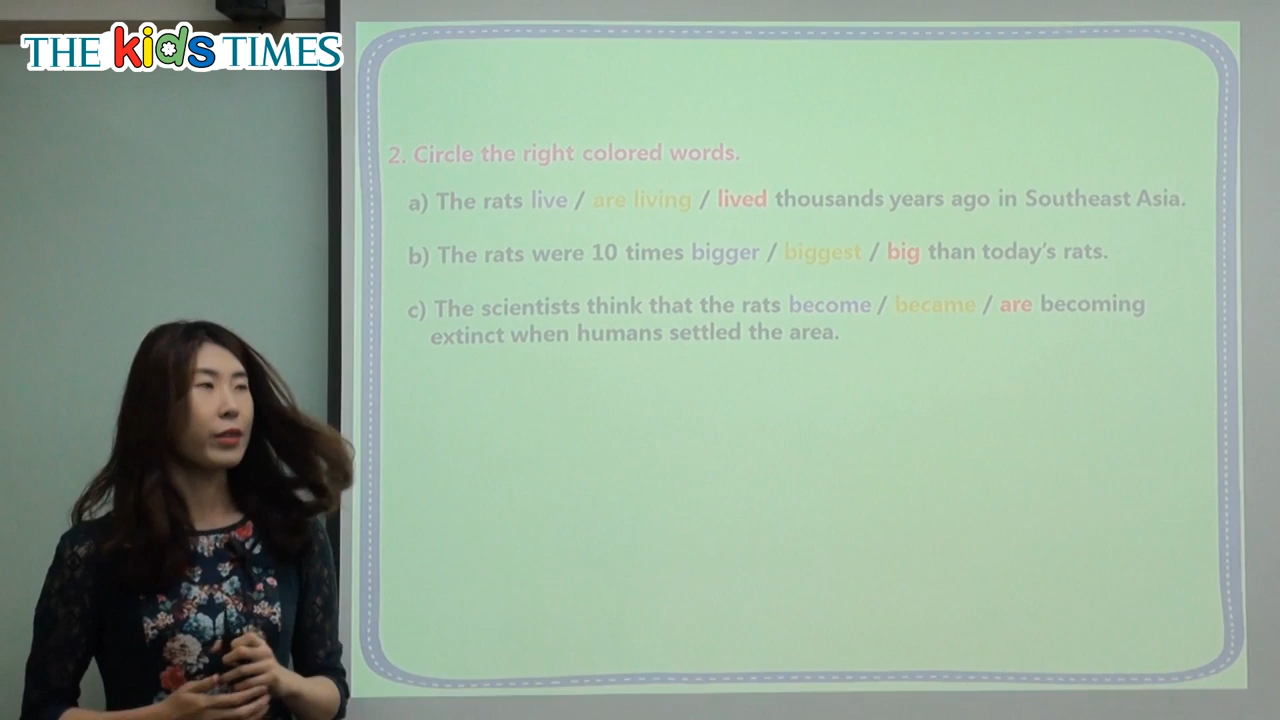 THE kids TIMES
2. Circle the right colored words.
a) The rats live / are living / lived thousands years ago in Southeast Asia.
b) The rats were 10 times bigger / biggest / big than today's rats.
c) The scientists think that the rats become / became / are becoming
extinct when humans settled the area.